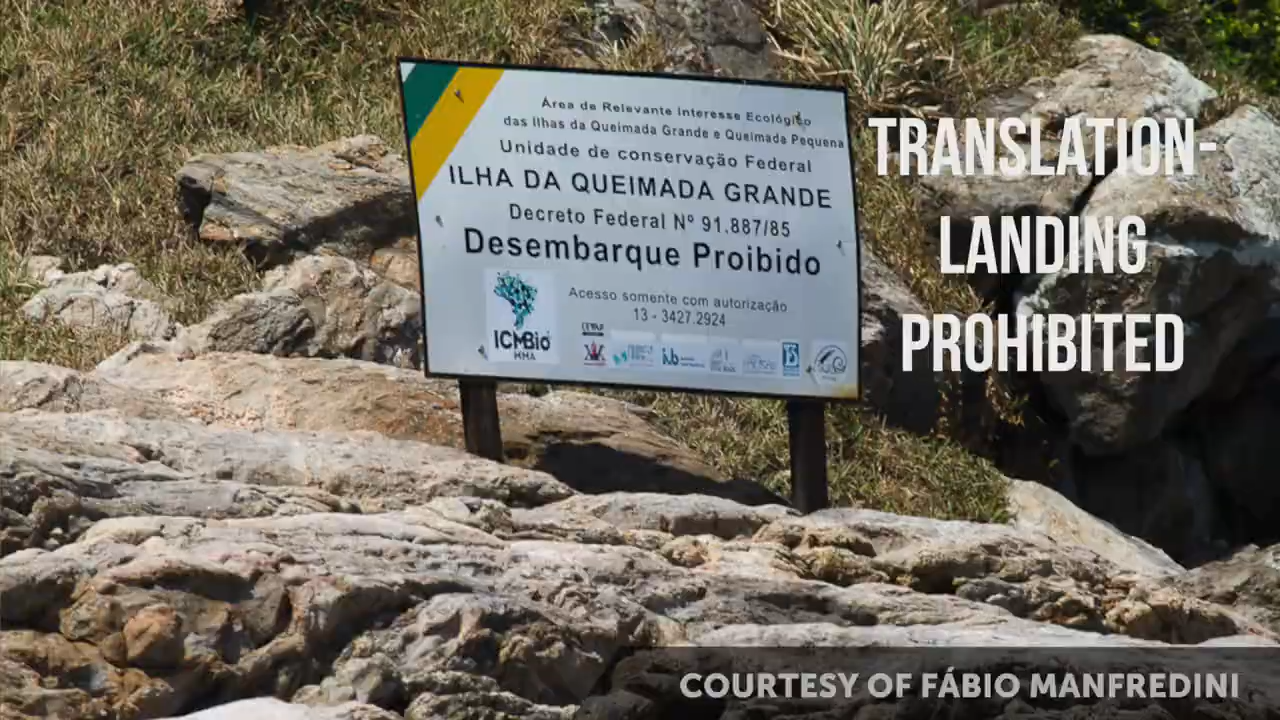 Área de Relevante Interesse Ecológico
das Ilhas da Queimada Grande e Queimada Pequena
Unidade de conservação Federal
ILHA DA QUEIMADA GRANDE
Decreto Federal Nº 91.887/85
Desembarque Proibido
Acesso somente com autorização
13 - 3427.2924
ICMBio
MMA
TRANSLATION-
LANDING
PROHIBITED
COURTESY OF FÁBIO MANFREDINI